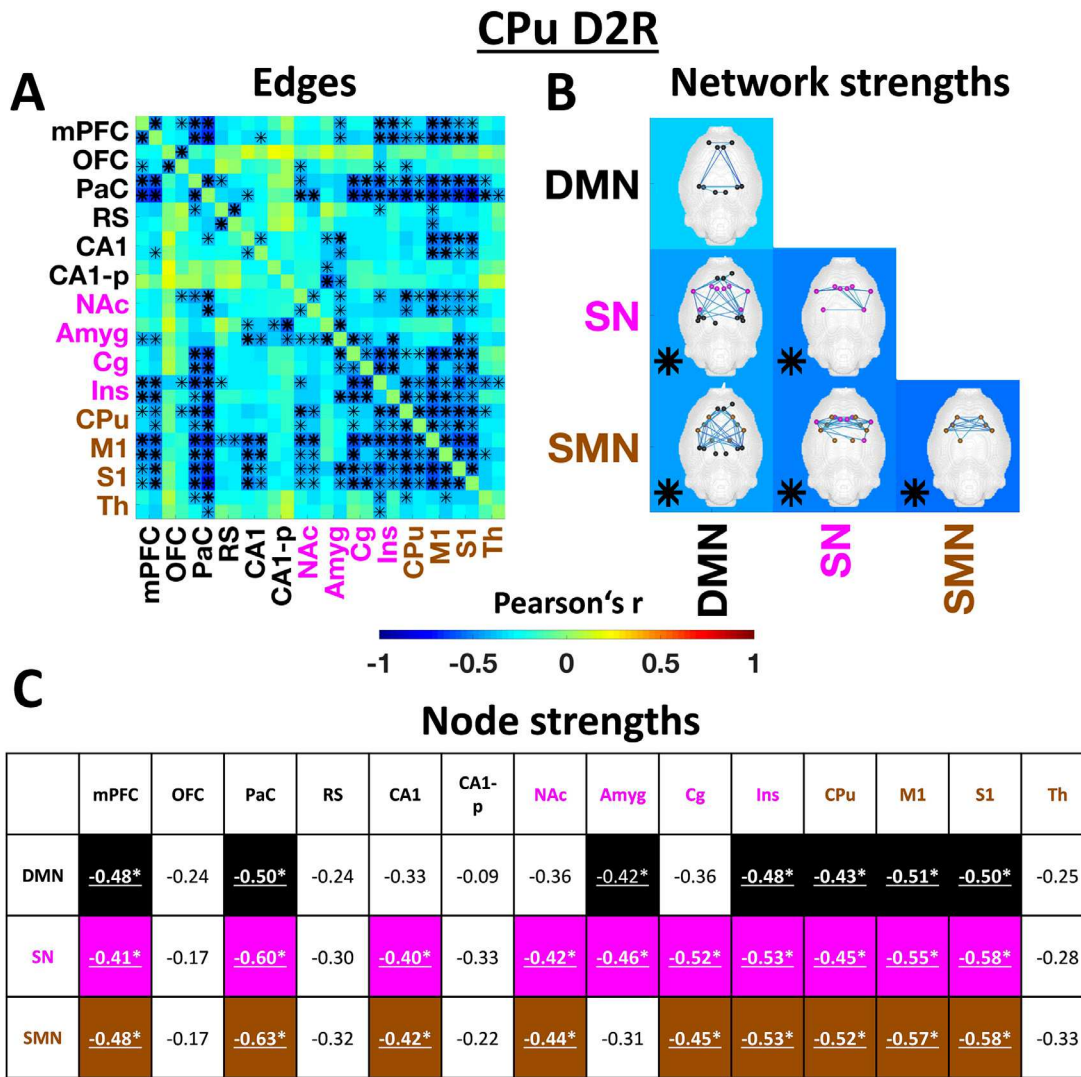 CPu D2R
A
Edges
mPFC
OFC
PaC
RS
CA1
CA1-p
NAc
Amyg
Cg
Ins
CPu
M1
S1
Th
mPFC
OFC
PaC
RS
CA1
CA1-p
NAc
Amyg
Cg
Ins
CPu
M1
S1
Th
B
Network strengths
DMN
SN
SMN
DMN
SN
SMN
Pearson‘s r
-1 -0.5 0 0.5 1
C
Node strengths
mPFC OFC PaC RS CA1 CA1- NAc Amyg Cg Ins CPu M1 S1 Th
p
DMN -0.48* -0.24 -0.50* -0.24 -0.33 -0.09 -0.36 -0.42* -0.36 -0.48* -0.43* -0.51* -0.50* -0.25
SN -0.41* -0.17 -0.60* -0.30 -0.40* -0.33 -0.42* -0.46* -0.52* -0.53* -0.45* -0.55* -0.58* -0.28
SMN -0.48* -0.17 -0.63* -0.32 -0.42* -0.22 -0.44* -0.31 -0.45* -0.53* -0.52* -0.57* -0.58* -0.33